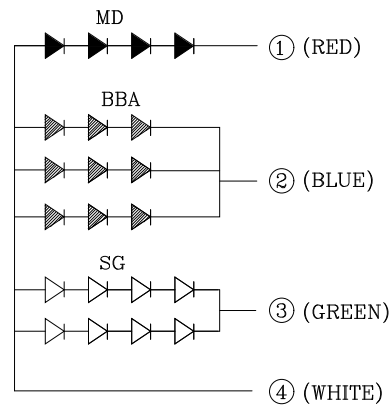 MD
① (RED)
BBA
② (BLUE)
SG
③ (GREEN)
④ (WHITE)